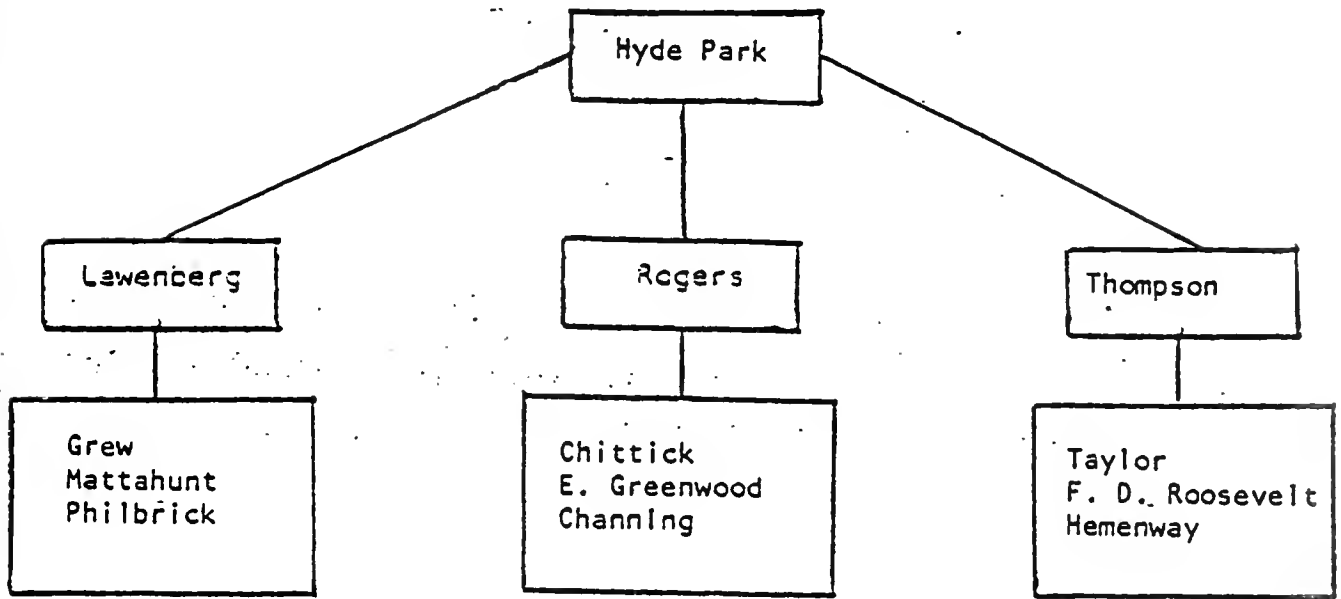 Hyde Park
Lewenberg
Rogers
Thompson
Grew
Mattahunt
Philbrick
Chittick
E. Greenwood
Channing
Taylor
F. D. Roosevelt
Hemenway